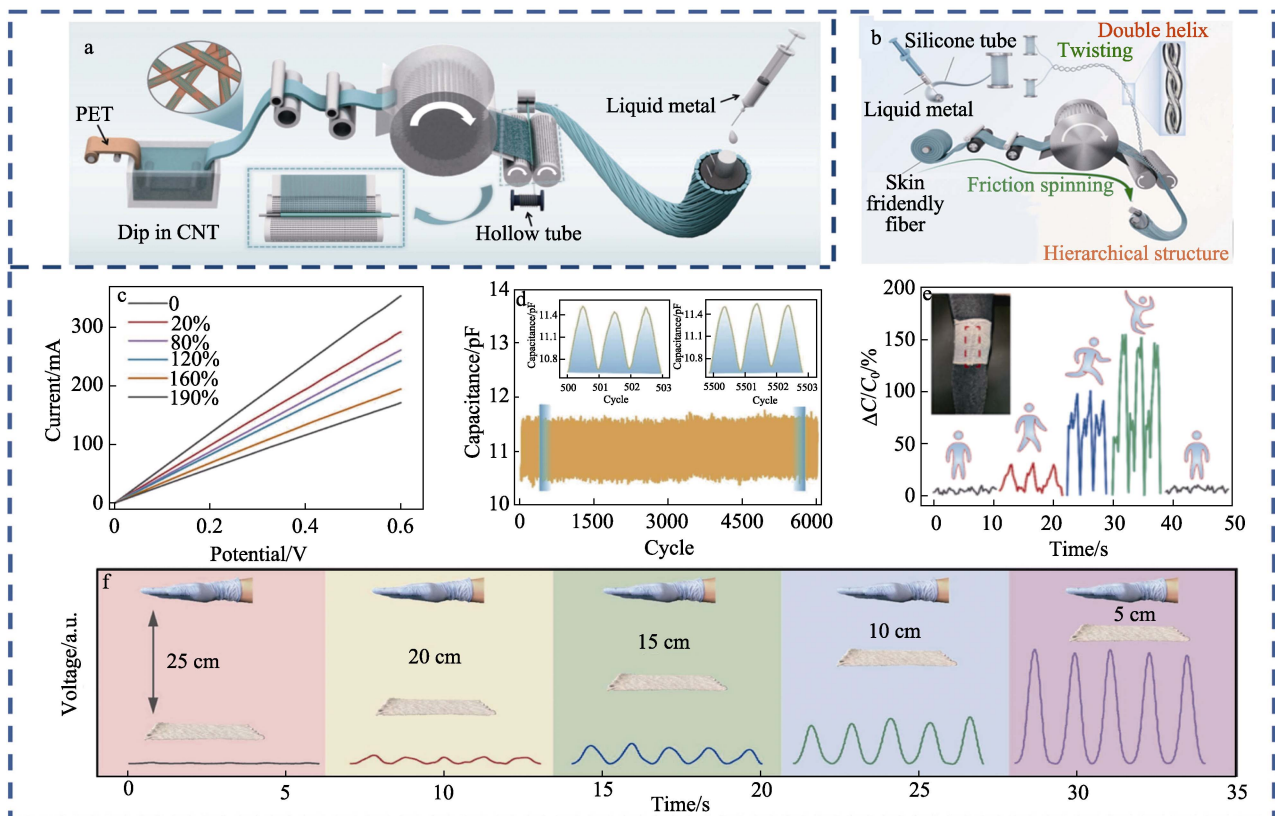 a
PET
Dip in CNT
Hollow tube
Liquid metal
b
Silicone tube
Liquid metal
Twisting
Double helix
Skin
fridendly
fiber
Friction spinning
Hierarchical structure
c
0
20%
80%
120%
160%
190%
Current/mA
300
200
100
0
0
0.2
0.4
0.6
Potential/V
d
Capacitance/pF
14
13
12
11
10
0
1500
3000
4500
6000
Cycle
Capacitance/pF
11.4
10.8
500
501
502
503
Cycle
Capacitance/pF
11.4
10.8
5500
5501
5502
5503
Cycle
e
ΔC/C₀/%
200
150
100
50
0
0
10
20
30
40
50
Time/s
f
Voltage/a.u.
25 cm
20 cm
15 cm
10 cm
5 cm
0
5
10
15
20
25
30
35
Time/s